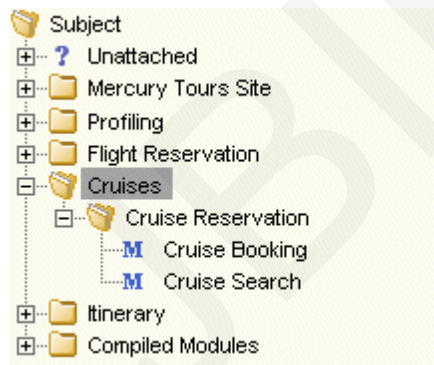 Subject
? Unattached
Mercury Tours Site
Profiling
Flight Reservation
Cruises
Cruise Reservation
M Cruise Booking
M Cruise Search
Itinerary
Compiled Modules